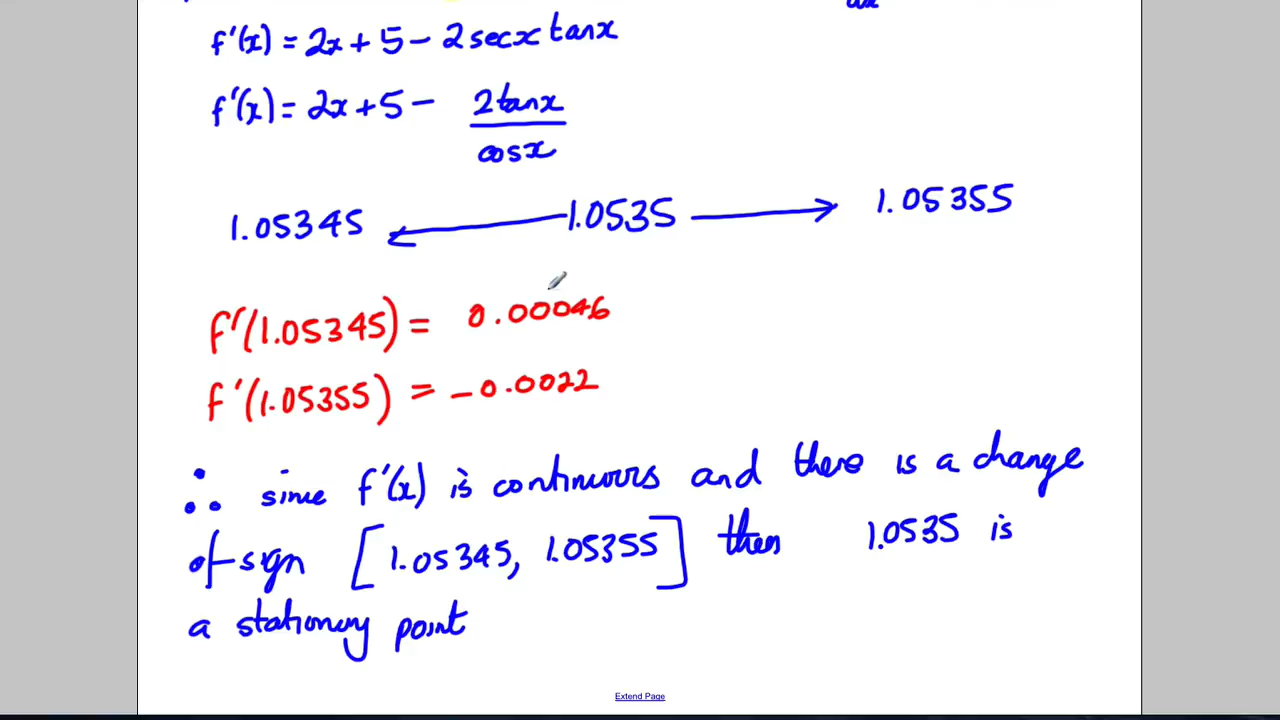 f'(x) = 2x + 5 - 2secx tanx
f'(x) = 2x + 5 - 2tanx / cosx
1.05345 ← 1.0535 → 1.05355
f'(1.05345) = 0.00046
f'(1.05355) = -0.0022
∴ since f'(x) is continuous and there is a change
of sign [1.05345, 1.05355] then 1.0535 is
a stationary point
Extend Page